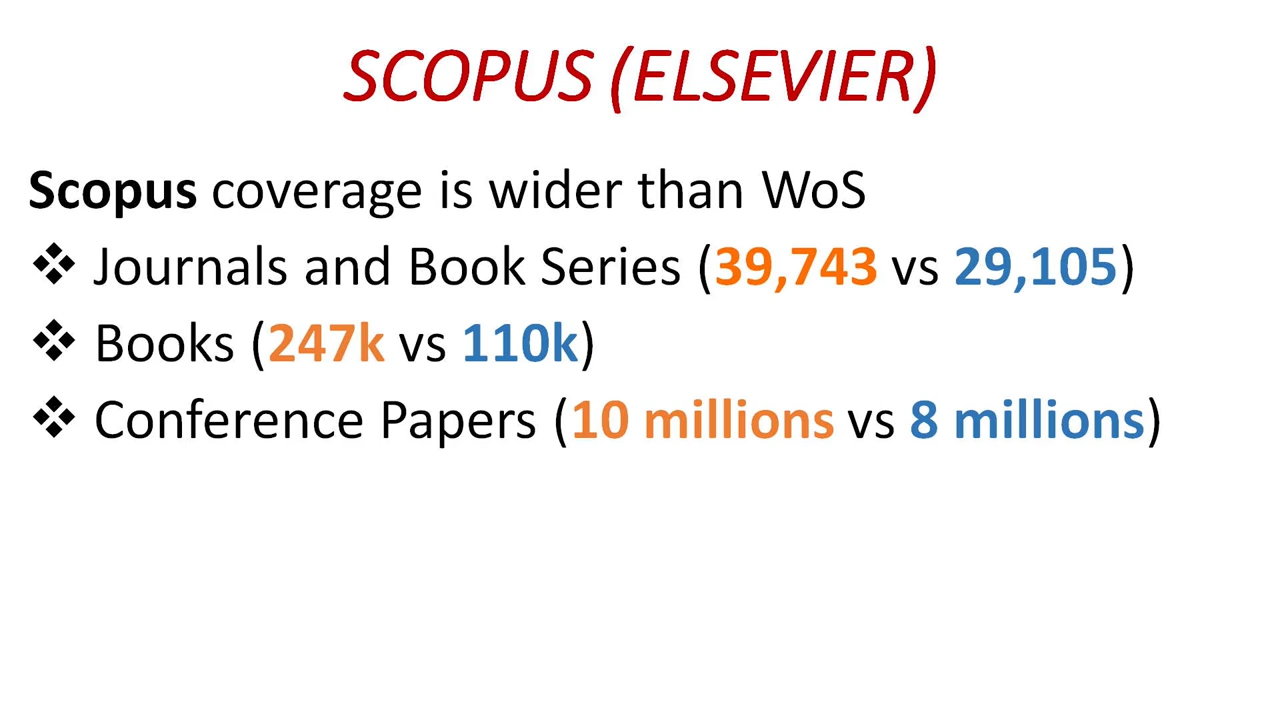 SCOPUS (ELSEVIER)
Scopus coverage is wider than WoS
❖ Journals and Book Series (39,743 vs 29,105)
❖ Books (247k vs 110k)
❖ Conference Papers (10 millions vs 8 millions)